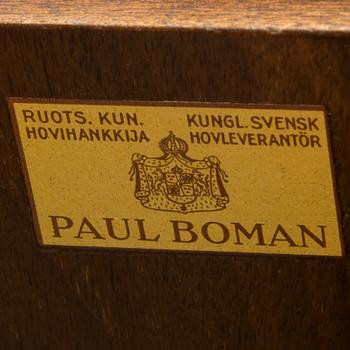 RUOTS. KUN. KUNGL. SVENSK
HOVIHANKKIJA HOVLEVERANTÖR
PAUL BOMAN